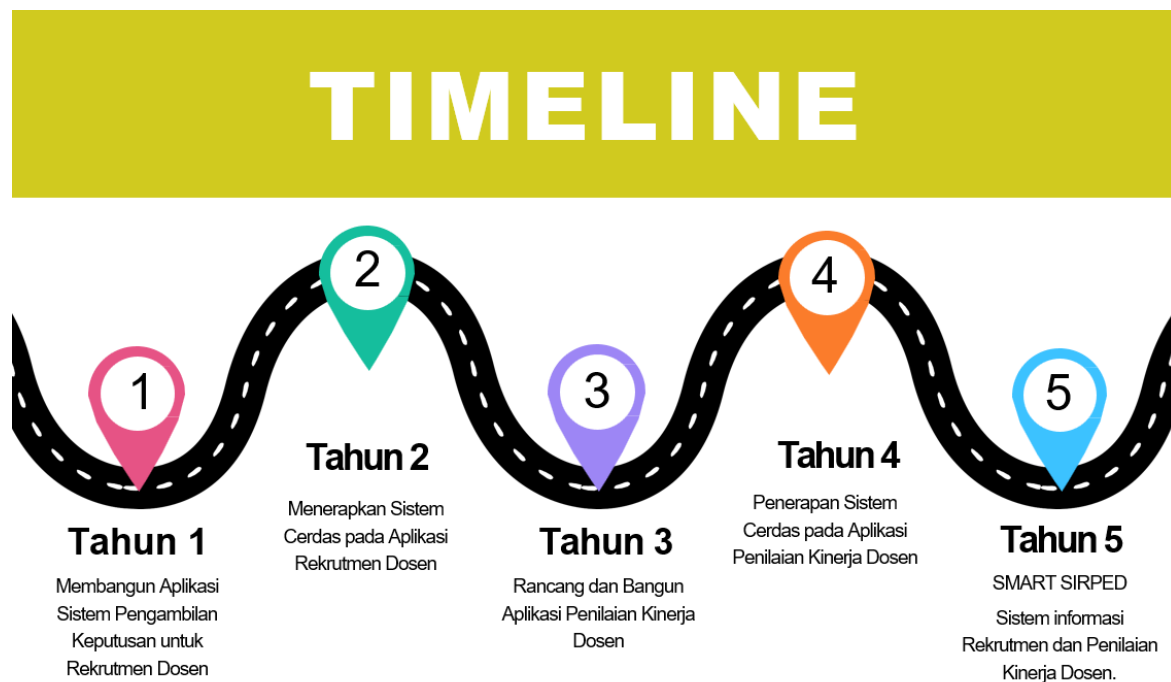 TIMELINE
1
Tahun 1
Membangun Aplikasi
Sistem Pengambilan
Keputusan untuk
Rekrutmen Dosen
2
Tahun 2
Menerapkan Sistem
Cerdas pada Aplikasi
Rekrutmen Dosen
3
Tahun 3
Rancang dan Bangun
Aplikasi Penilaian Kinerja
Dosen
4
Tahun 4
Penerapan Sistem
Cerdas pada Aplikasi
Penilaian Kinerja Dosen
5
Tahun 5
SMART SIRPED
Sistem informasi
Rekrutmen dan Penilaian
Kinerja Dosen.